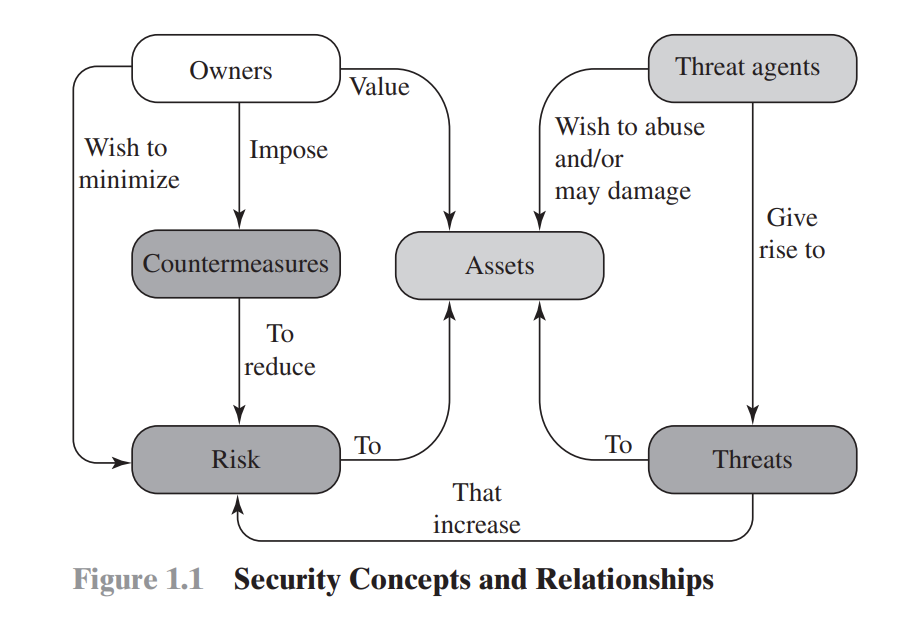 Owners
Threat agents
Value
Wish to abuse
and/or
may damage
Wish to
minimize
Impose
Give
rise to
Countermeasures
Assets
To
reduce
Risk
To
To
Threats
That
increase
Figure 1.1 Security Concepts and Relationships